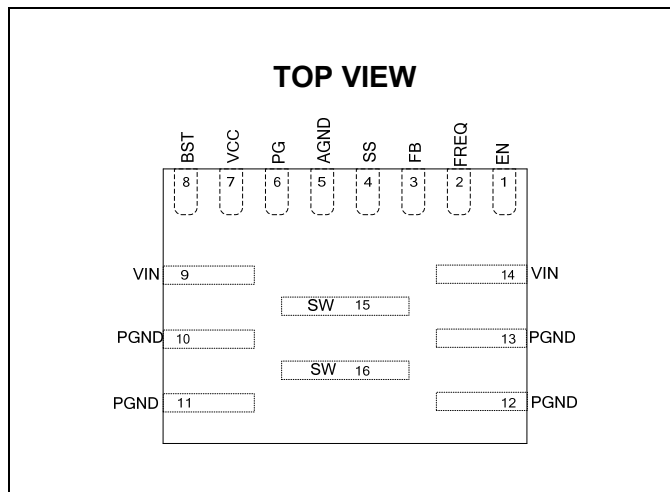 TOP VIEW
BST VCC PG AGND SS FB FREQ EN
8 7 6 5 4 3 2 1
VIN 9 14 VIN
SW 15
PGND 10 13 PGND
SW 16
PGND 11 12 PGND